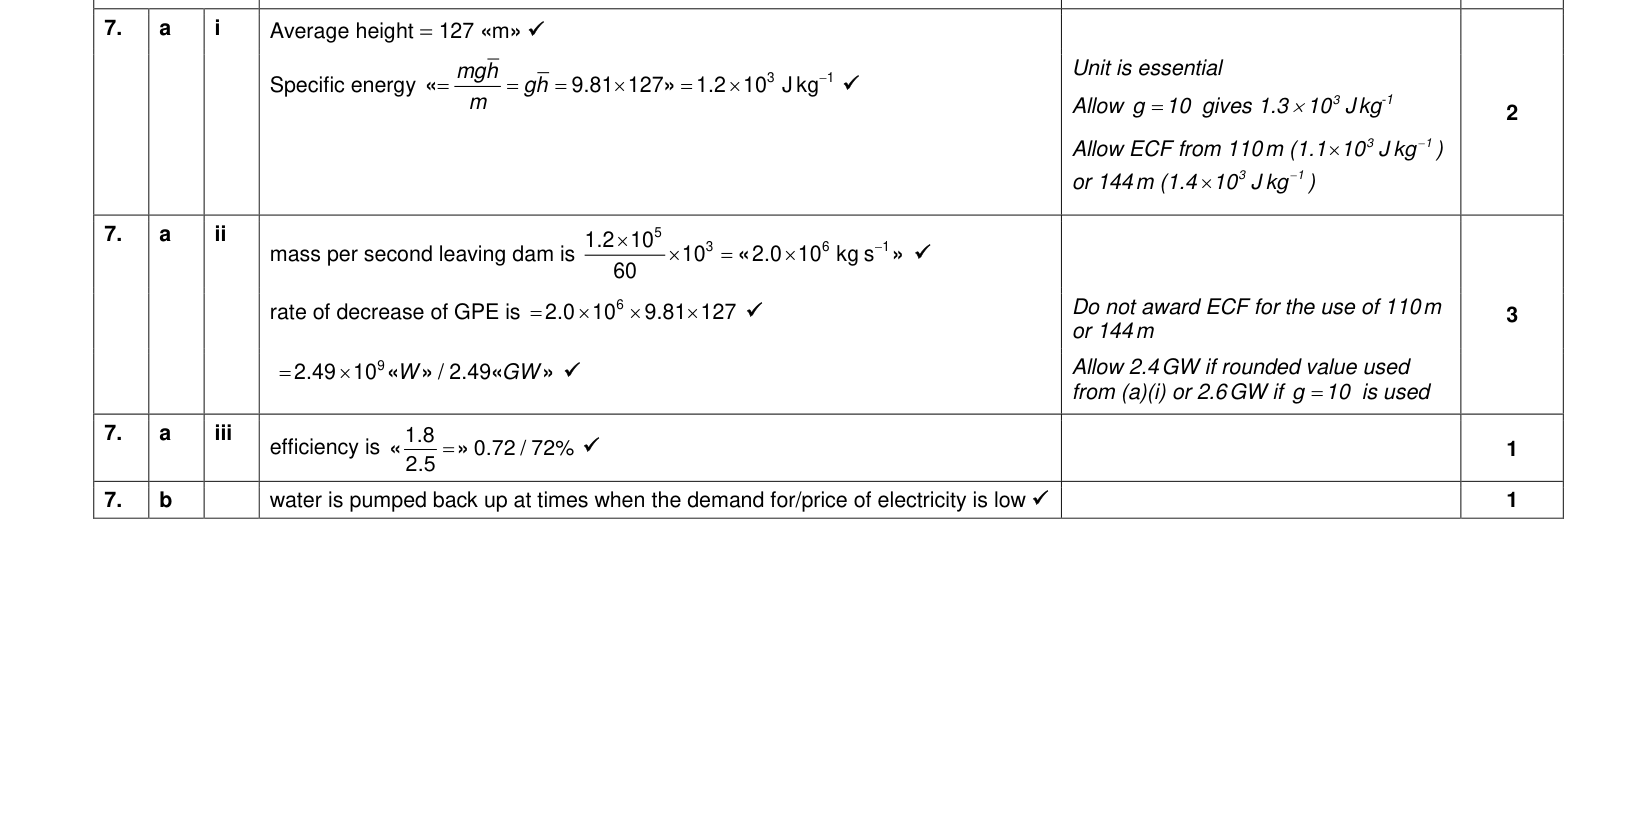 7. a i Average height = 127 «m» ✓
Specific energy «= mgh̅/m = gh̅ = 9.81×127» = 1.2×10³ J kg⁻¹ ✓
Unit is essential
Allow g = 10 gives 1.3×10³ J kg⁻¹
Allow ECF from 110 m (1.1×10³ J kg⁻¹)
or 144 m (1.4×10³ J kg⁻¹)
2
7. a ii mass per second leaving dam is 1.2×10⁵/60 ×10³ = «2.0×10⁶ kg s⁻¹» ✓
rate of decrease of GPE is = 2.0×10⁶ ×9.81×127 ✓
= 2.49×10⁹ «W» / 2.49«GW» ✓
Do not award ECF for the use of 110 m
or 144 m
Allow 2.4 GW if rounded value used
from (a)(i) or 2.6 GW if g = 10 is used
3
7. a iii efficiency is «1.8/2.5 =» 0.72 / 72% ✓
1
7. b water is pumped back up at times when the demand for/price of electricity is low ✓
1